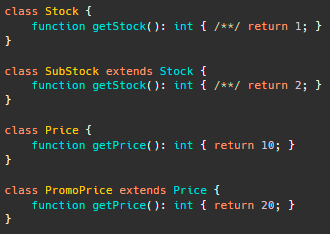 class Stock {
    function getStock(): int { /**/ return 1; }
}
class SubStock extends Stock {
    function getStock(): int { /**/ return 2; }
}
class Price {
    function getPrice(): int { return 10; }
}
class PromoPrice extends Price {
    function getPrice(): int { return 20; }
}